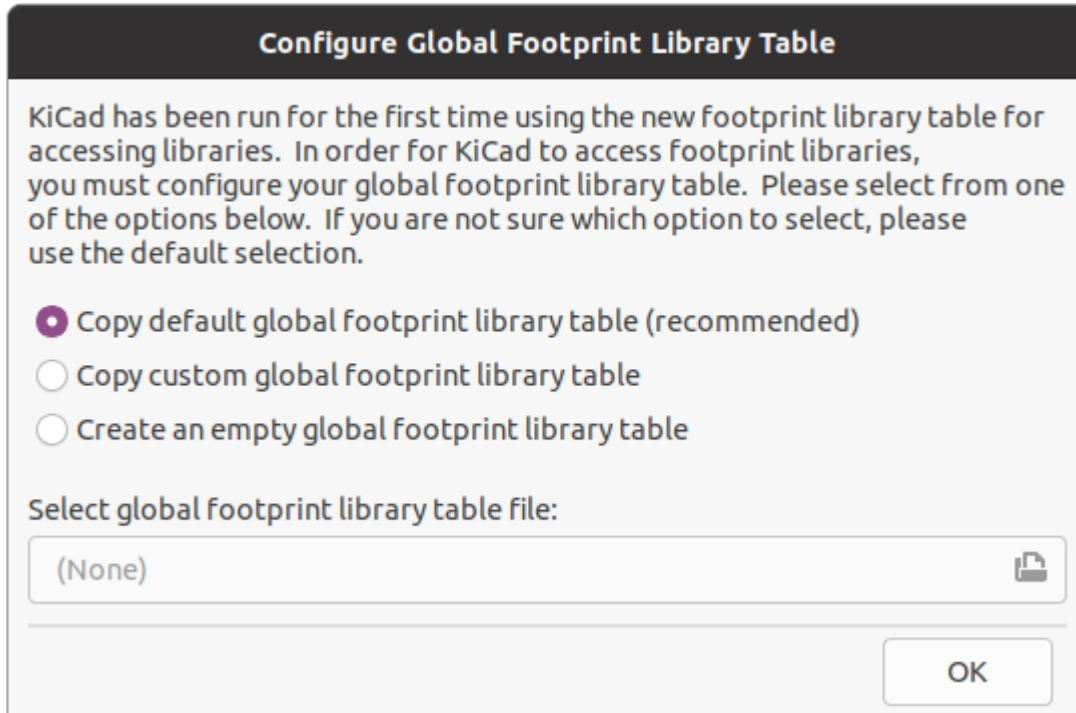 Configure Global Footprint Library Table
KiCad has been run for the first time using the new footprint library table for
accessing libraries.  In order for KiCad to access footprint libraries,
you must configure your global footprint library table.  Please select from one
of the options below.  If you are not sure which option to select, please
use the default selection.
Copy default global footprint library table (recommended)
Copy custom global footprint library table
Create an empty global footprint library table
Select global footprint library table file:
(None)
OK